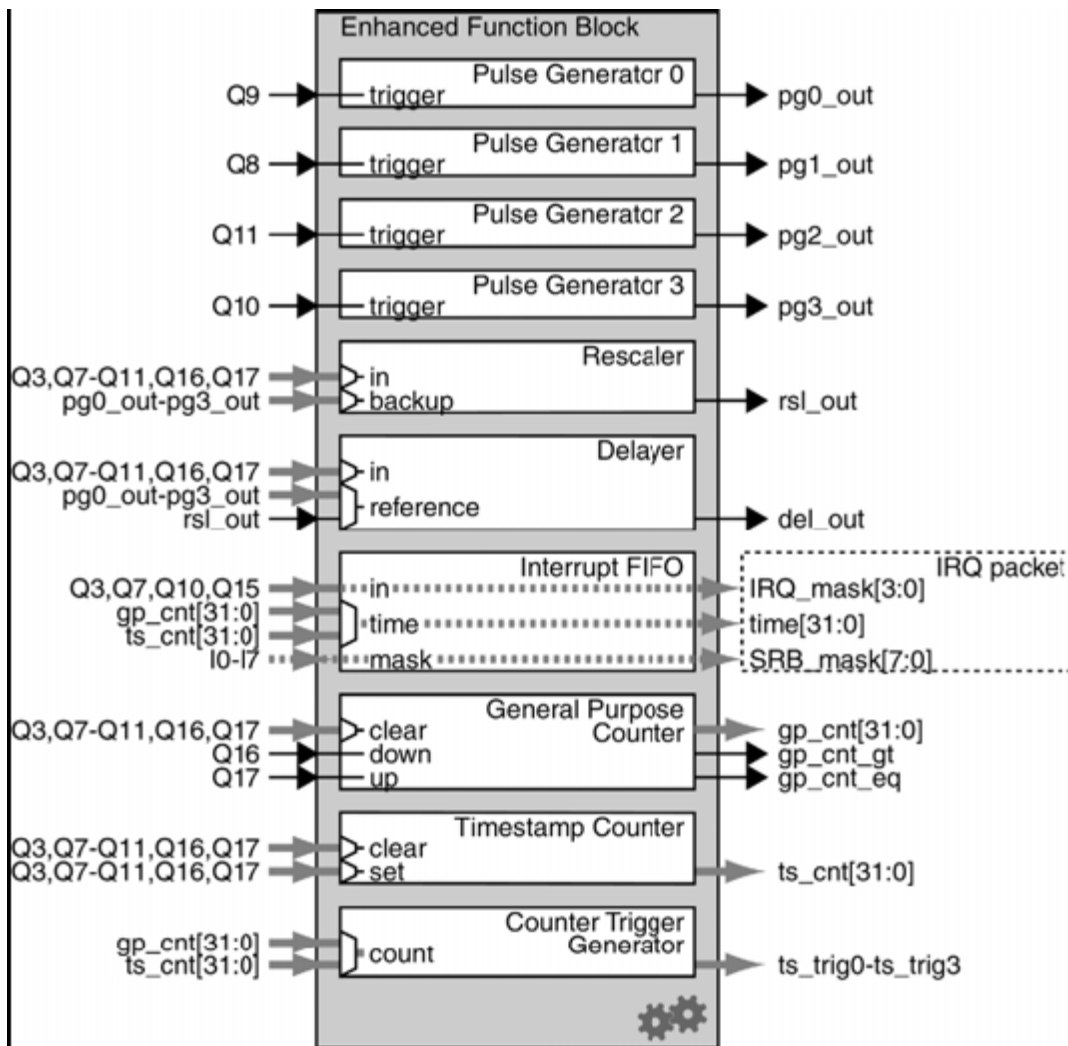 Enhanced Function Block
Pulse Generator 0
Q9 trigger pg0_out
Pulse Generator 1
Q8 trigger pg1_out
Pulse Generator 2
Q11 trigger pg2_out
Pulse Generator 3
Q10 trigger pg3_out
Rescaler
Q3,Q7-Q11,Q16,Q17 in
pg0_out-pg3_out backup rsl_out
Delayer
Q3,Q7-Q11,Q16,Q17 in
pg0_out-pg3_out
reference
rsl_out del_out
Interrupt FIFO IRQ packet
Q3,Q7,Q10,Q15 in IRQ_mask[3:0]
gp_cnt[31:0]
time time[31:0]
ts_cnt[31:0]
I0-I7 mask SRB_mask[7:0]
General Purpose
Counter
Q3,Q7-Q11,Q16,Q17 clear gp_cnt[31:0]
Q16 down gp_cnt_gt
Q17 up gp_cnt_eq
Timestamp Counter
Q3,Q7-Q11,Q16,Q17 clear
Q3,Q7-Q11,Q16,Q17 set ts_cnt[31:0]
Counter Trigger
Generator
gp_cnt[31:0]
count
ts_cnt[31:0] ts_trig0-ts_trig3